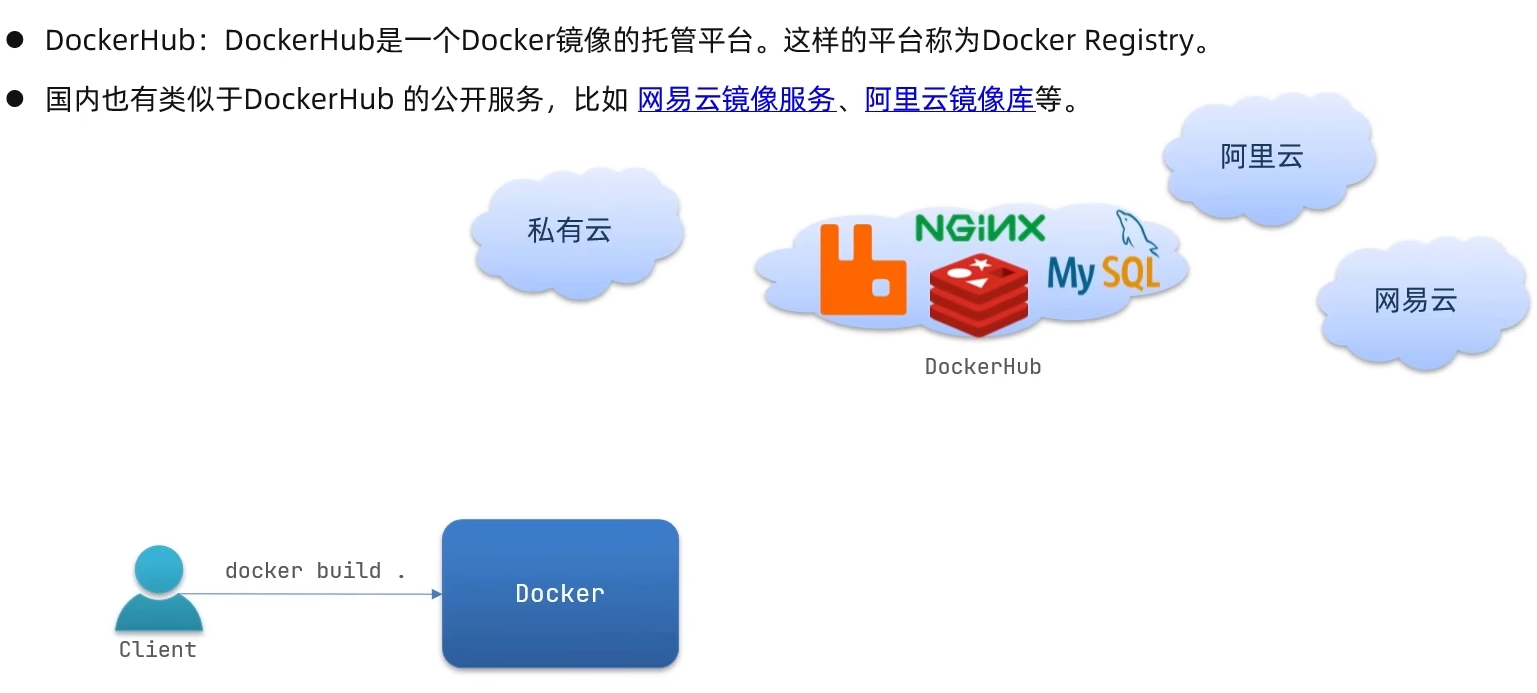 DockerHub：DockerHub是一个Docker镜像的托管平台。这样的平台称为Docker Registry。
国内也有类似于DockerHub 的公开服务，比如 网易云镜像服务、阿里云镜像库等。
阿里云
私有云
NGINX
MySQL
网易云
DockerHub
docker build .
Docker
Client